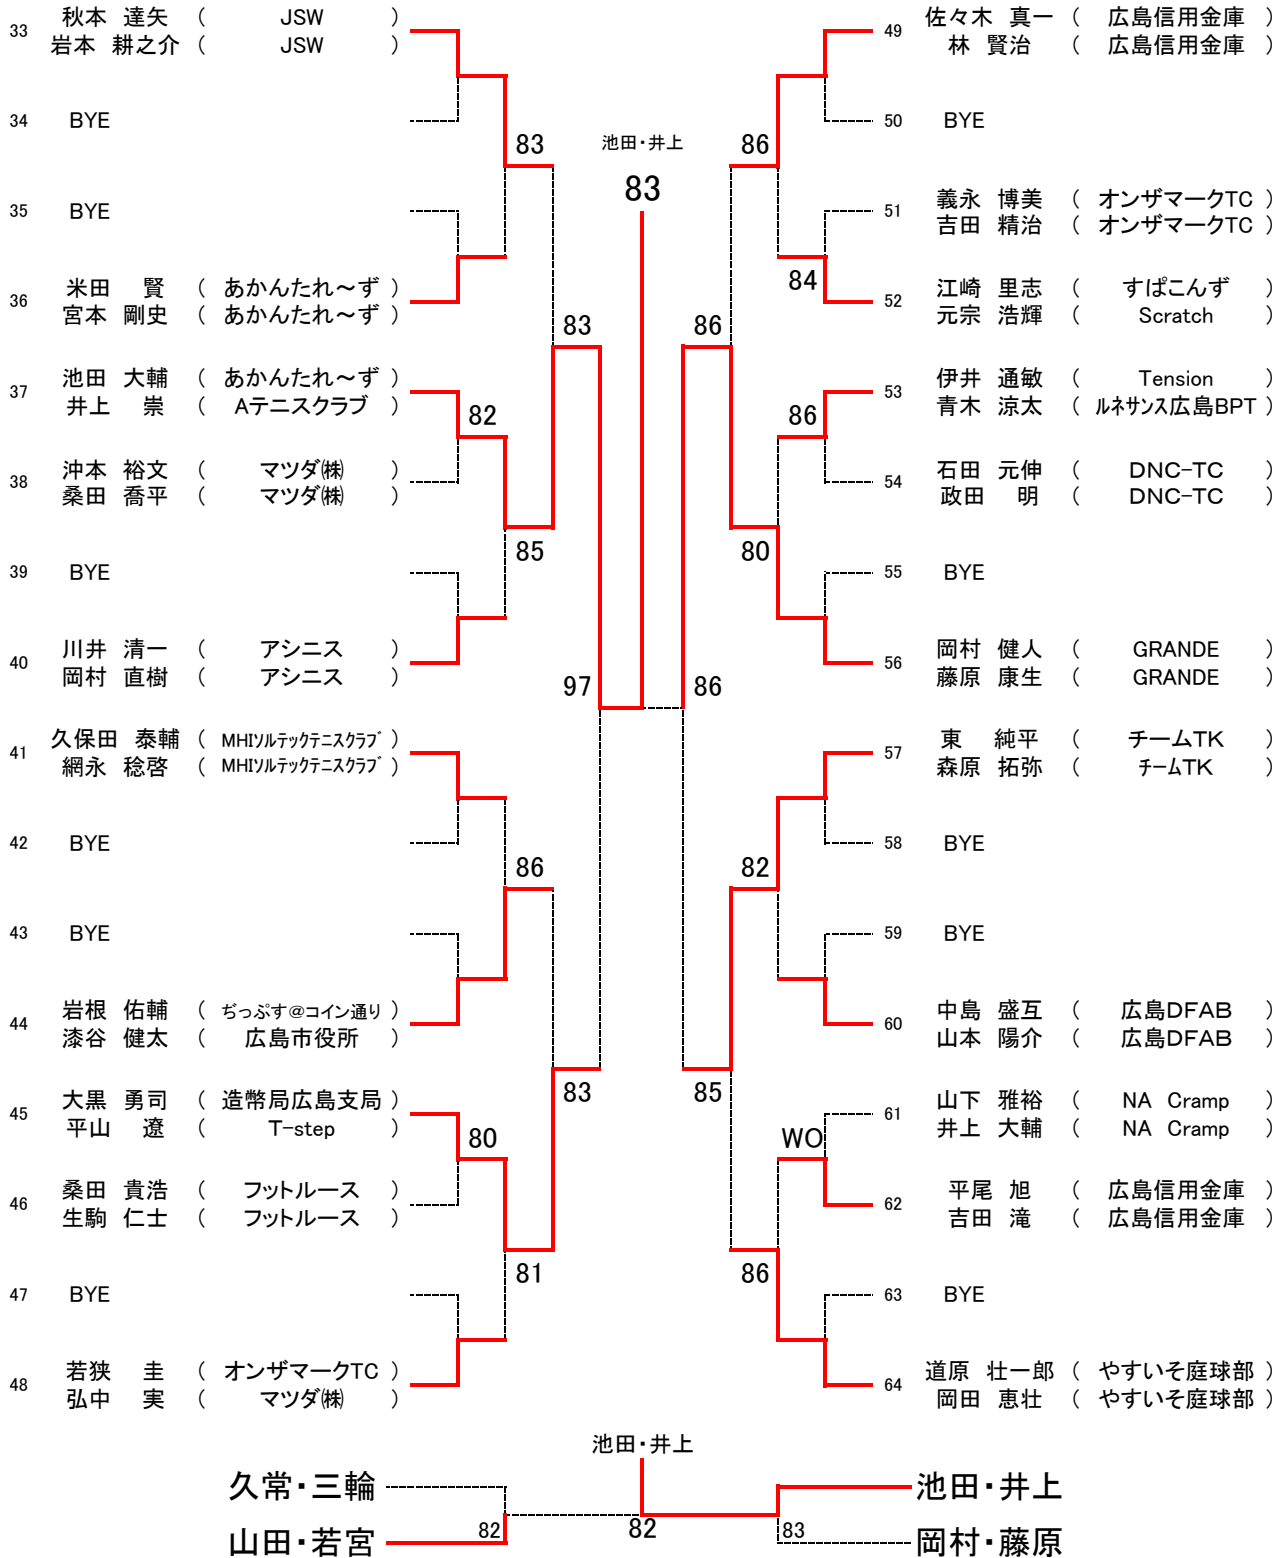 33 秋本 達矢 ( JSW )
岩本 耕之介 ( JSW )
34 BYE
83
35 BYE
36 米田 賢 ( あかんたれ～ず )
宮本 剛史 ( あかんたれ～ず )
83
37 池田 大輔 ( あかんたれ～ず )
井上 崇 ( Aテニスクラブ )
82
38 沖本 裕文 ( マツダ㈱ )
桑田 喬平 ( マツダ㈱ )
85
39 BYE
40 川井 清一 ( アシニス )
岡村 直樹 ( アシニス )
97
41 久保田 泰輔 ( MHIソルテックテニスクラブ )
網永 稔啓 ( MHIソルテックテニスクラブ )
42 BYE
86
43 BYE
44 岩根 佑輔 ( ぢっぷす@コイン通り )
漆谷 健太 ( 広島市役所 )
83
45 大黒 勇司 ( 造幣局広島支局 )
平山 遼 ( T-step )
80
46 桑田 貴浩 ( フットルース )
生駒 仁士 ( フットルース )
81
47 BYE
48 若狭 圭 ( オンザマークTC )
弘中 実 ( マツダ㈱ )
池田・井上
83
49 佐々木 真一 ( 広島信用金庫 )
林 賢治 ( 広島信用金庫 )
50 BYE
86
51 義永 博美 ( オンザマークTC )
吉田 精治 ( オンザマークTC )
84
52 江崎 里志 ( すぱこんず )
元宗 浩輝 ( Scratch )
86
53 伊井 通敏 ( Tension )
青木 涼太 ( ルネサンス広島BPT )
86
54 石田 元伸 ( DNC-TC )
政田 明 ( DNC-TC )
80
55 BYE
56 岡村 健人 ( GRANDE )
藤原 康生 ( GRANDE )
86
57 東 純平 ( チームTK )
森原 拓弥 ( チームTK )
58 BYE
82
59 BYE
60 中島 盛互 ( 広島DFAB )
山本 陽介 ( 広島DFAB )
85
61 山下 雅裕 ( NA Cramp )
井上 大輔 ( NA Cramp )
WO
62 平尾 旭 ( 広島信用金庫 )
吉田 滝 ( 広島信用金庫 )
86
63 BYE
64 道原 壮一郎 ( やすいそ庭球部 )
岡田 恵壮 ( やすいそ庭球部 )
池田・井上
久常・三輪
池田・井上
82
82
83
山田・若宮
岡村・藤原